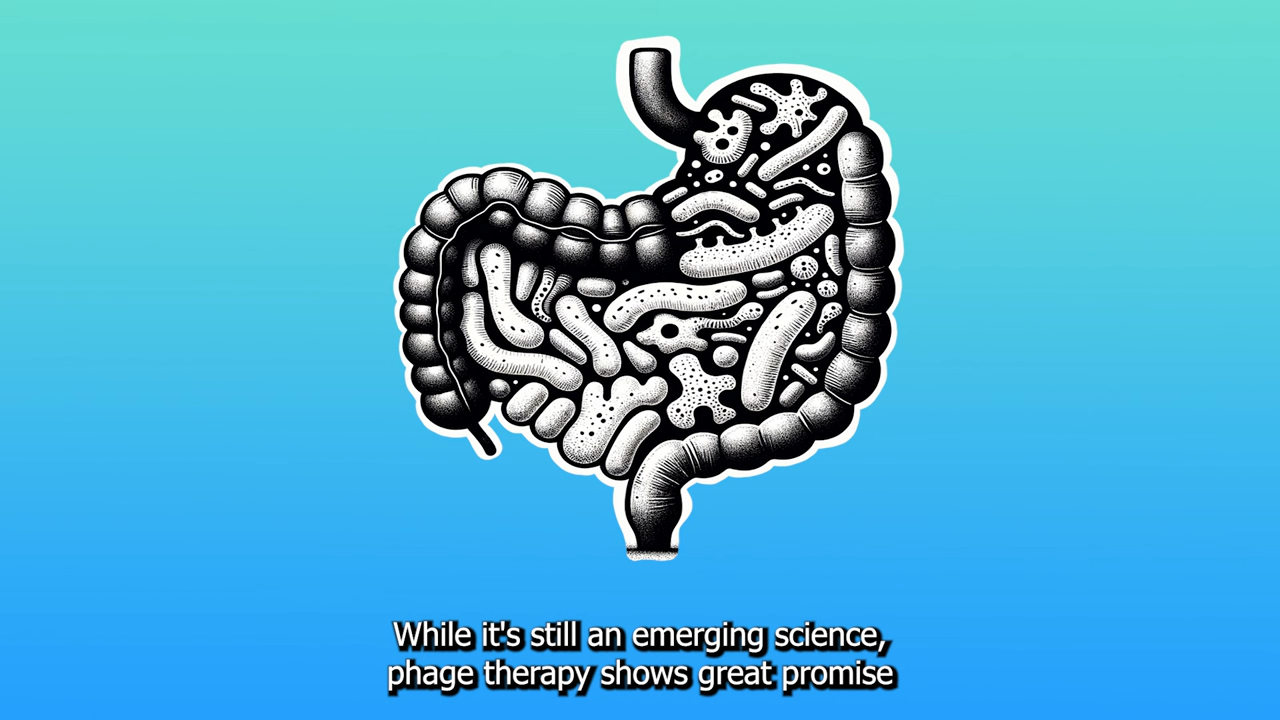 While it's still an emerging science,
phage therapy shows great promise